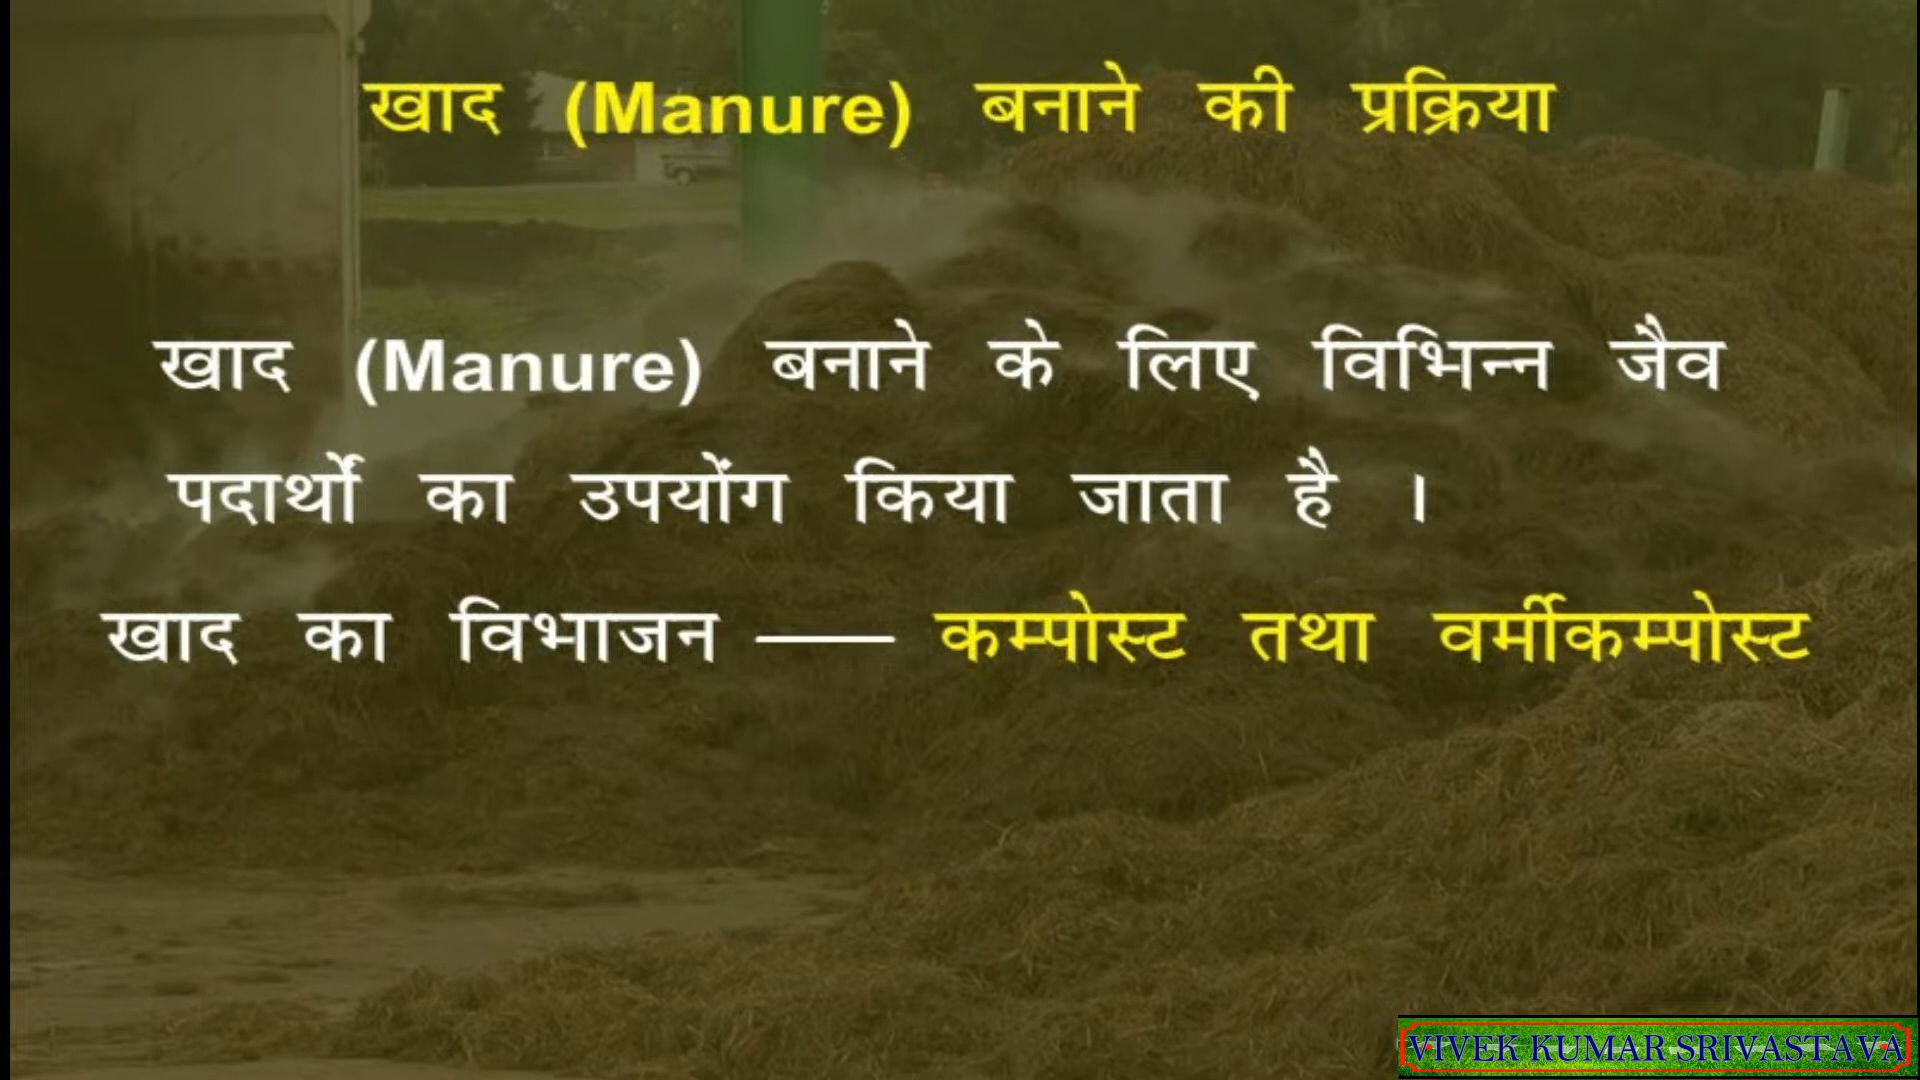 खाद (Manure) बनाने की प्रक्रिया
खाद (Manure) बनाने के लिए विभिन्न जैव
पदार्थो का उपयोंग किया जाता है ।
खाद का विभाजन —— कम्पोस्ट तथा वर्मीकम्पोस्ट
VIVEK KUMAR SRIVASTAVA